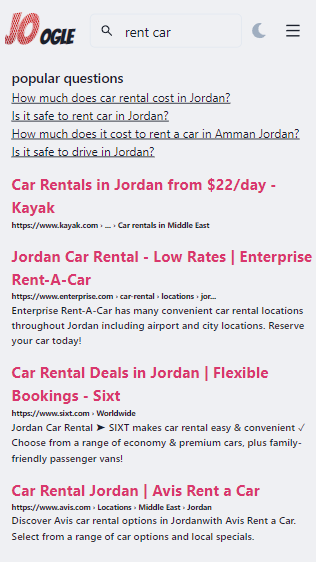 JO OGLE
rent car
popular questions
How much does car rental cost in Jordan?
Is it safe to rent car in Jordan?
How much does it cost to rent a car in Amman Jordan?
Is it safe to drive in Jordan?
Car Rentals in Jordan from $22/day -
Kayak
https://www.kayak.com › ... › Car rentals in Middle East
Jordan Car Rental - Low Rates | Enterprise
Rent-A-Car
https://www.enterprise.com › car-rental › locations › jor...
Enterprise Rent-A-Car has many convenient car rental locations
throughout Jordan including airport and city locations. Reserve
your car today!
Car Rental Deals in Jordan | Flexible
Bookings - Sixt
https://www.sixt.com › Worldwide
Jordan Car Rental ➤ SIXT makes car rental easy & convenient ✓
Choose from a range of economy & premium cars, plus family-
friendly passenger vans!
Car Rental Jordan | Avis Rent a Car
https://www.avis.com › Locations › Middle East › Jordan
Discover Avis car rental options in Jordanwith Avis Rent a Car.
Select from a range of car options and local specials.